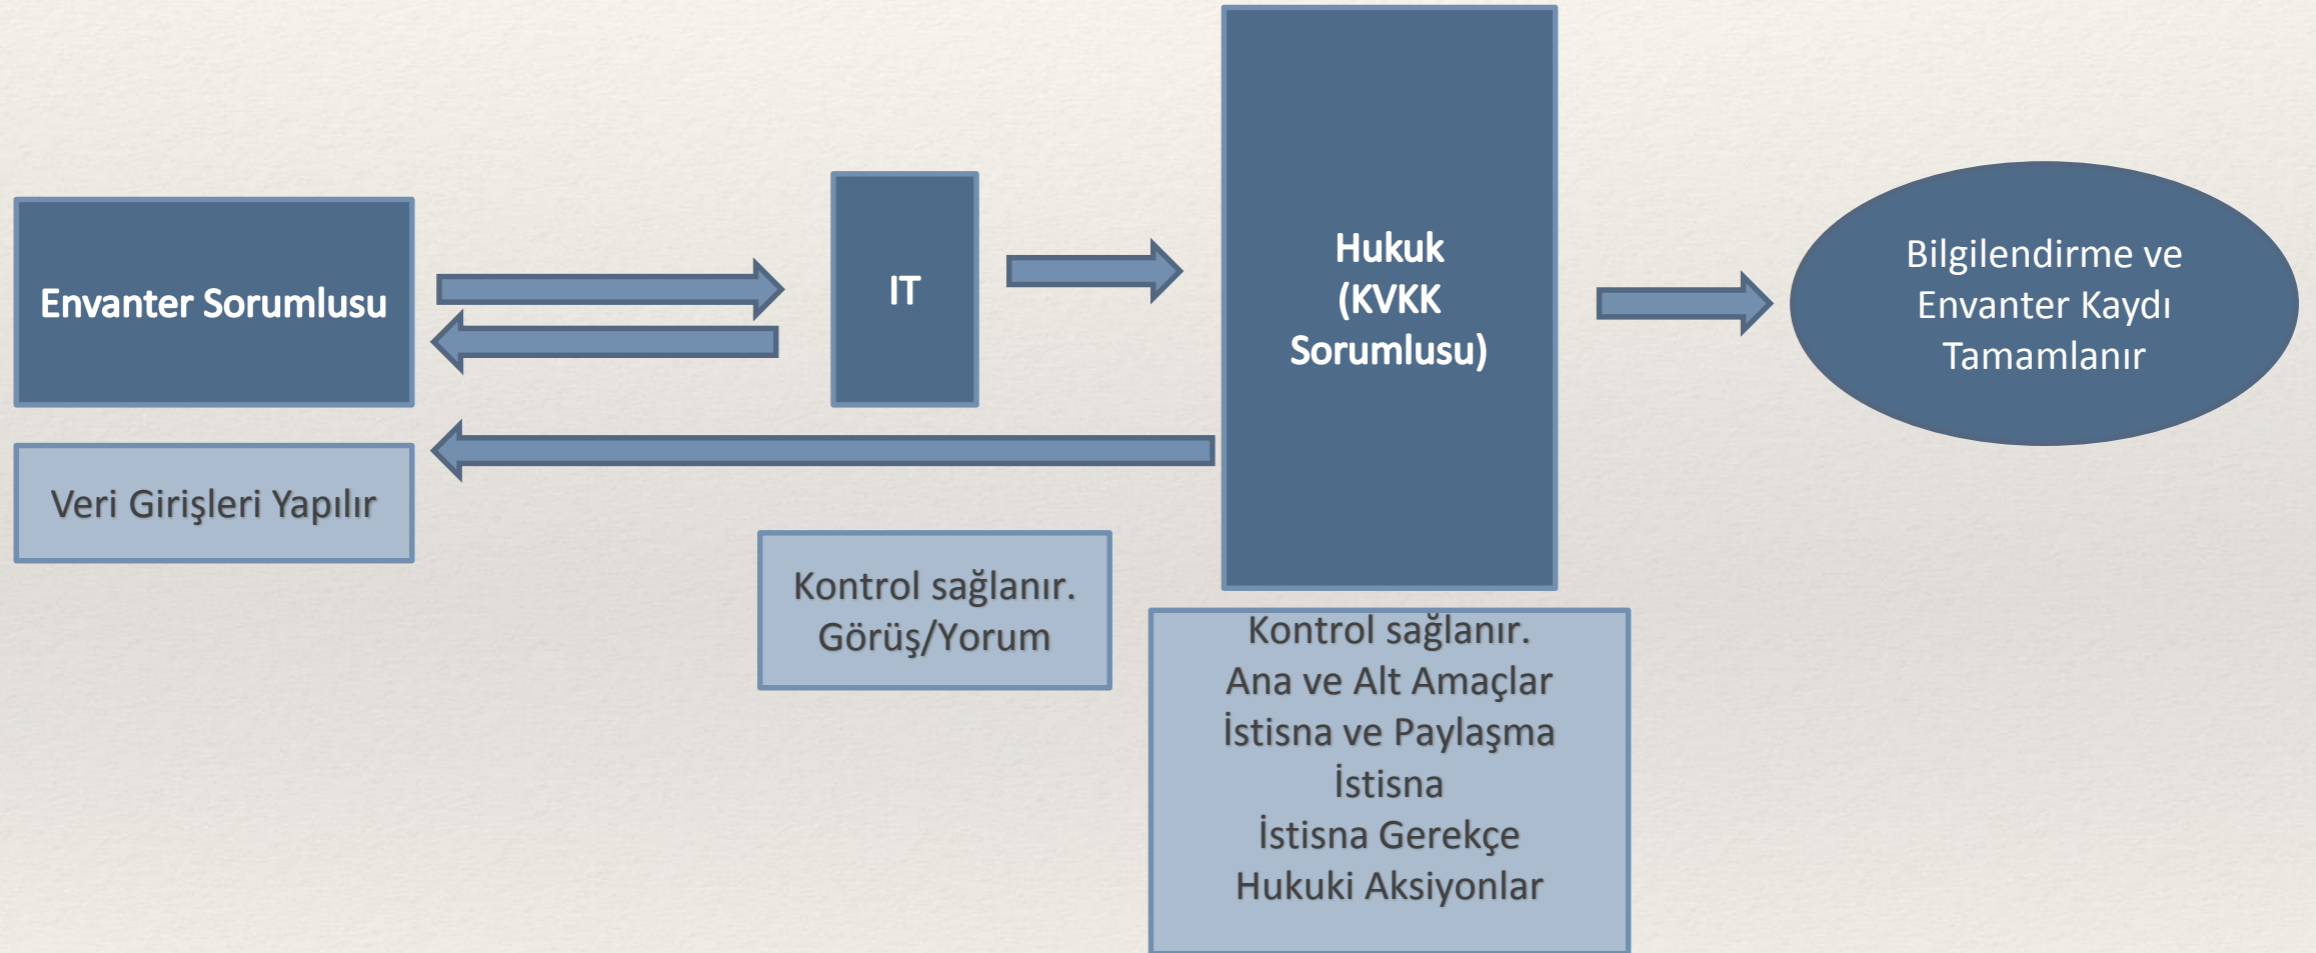 Envanter Sorumlusu
Veri Girişleri Yapılır
IT
Kontrol sağlanır.
Görüş/Yorum
Hukuk
(KVKK
Sorumlusu)
Kontrol sağlanır.
Ana ve Alt Amaçlar
İstisna ve Paylaşma
İstisna
İstisna Gerekçe
Hukuki Aksiyonlar
Bilgilendirme ve
Envanter Kaydı
Tamamlanır